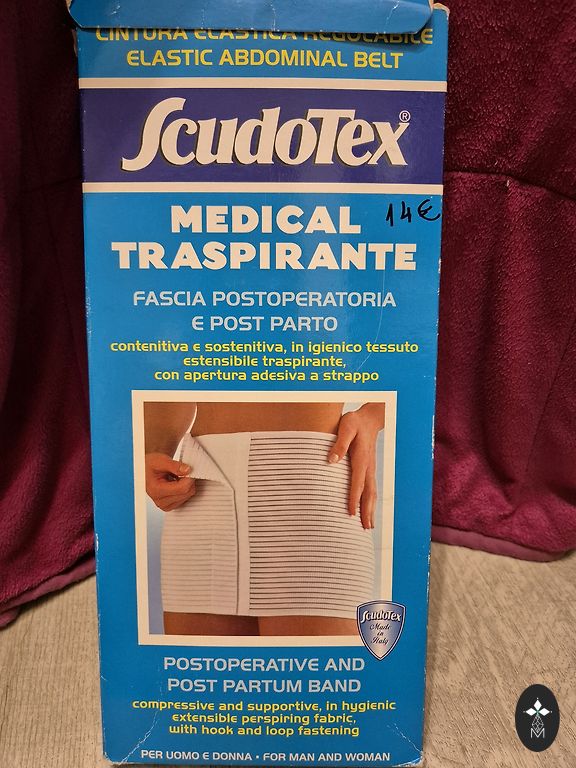 CINTURA ELASTICA REGOLABILE
ELASTIC ABDOMINAL BELT
ScudoTex®
14€
MEDICAL
TRASPIRANTE
FASCIA POSTOPERATORIA
E POST PARTO
contenitiva e sostenitiva, in igienico tessuto
estensibile traspirante,
con apertura adesiva a strappo
ScudoTex
Made
in
Italy
POSTOPERATIVE AND
POST PARTUM BAND
compressive and supportive, in hygienic
extensible perspiring fabric,
with hook and loop fastening
PER UOMO E DONNA • FOR MAN AND WOMAN
M